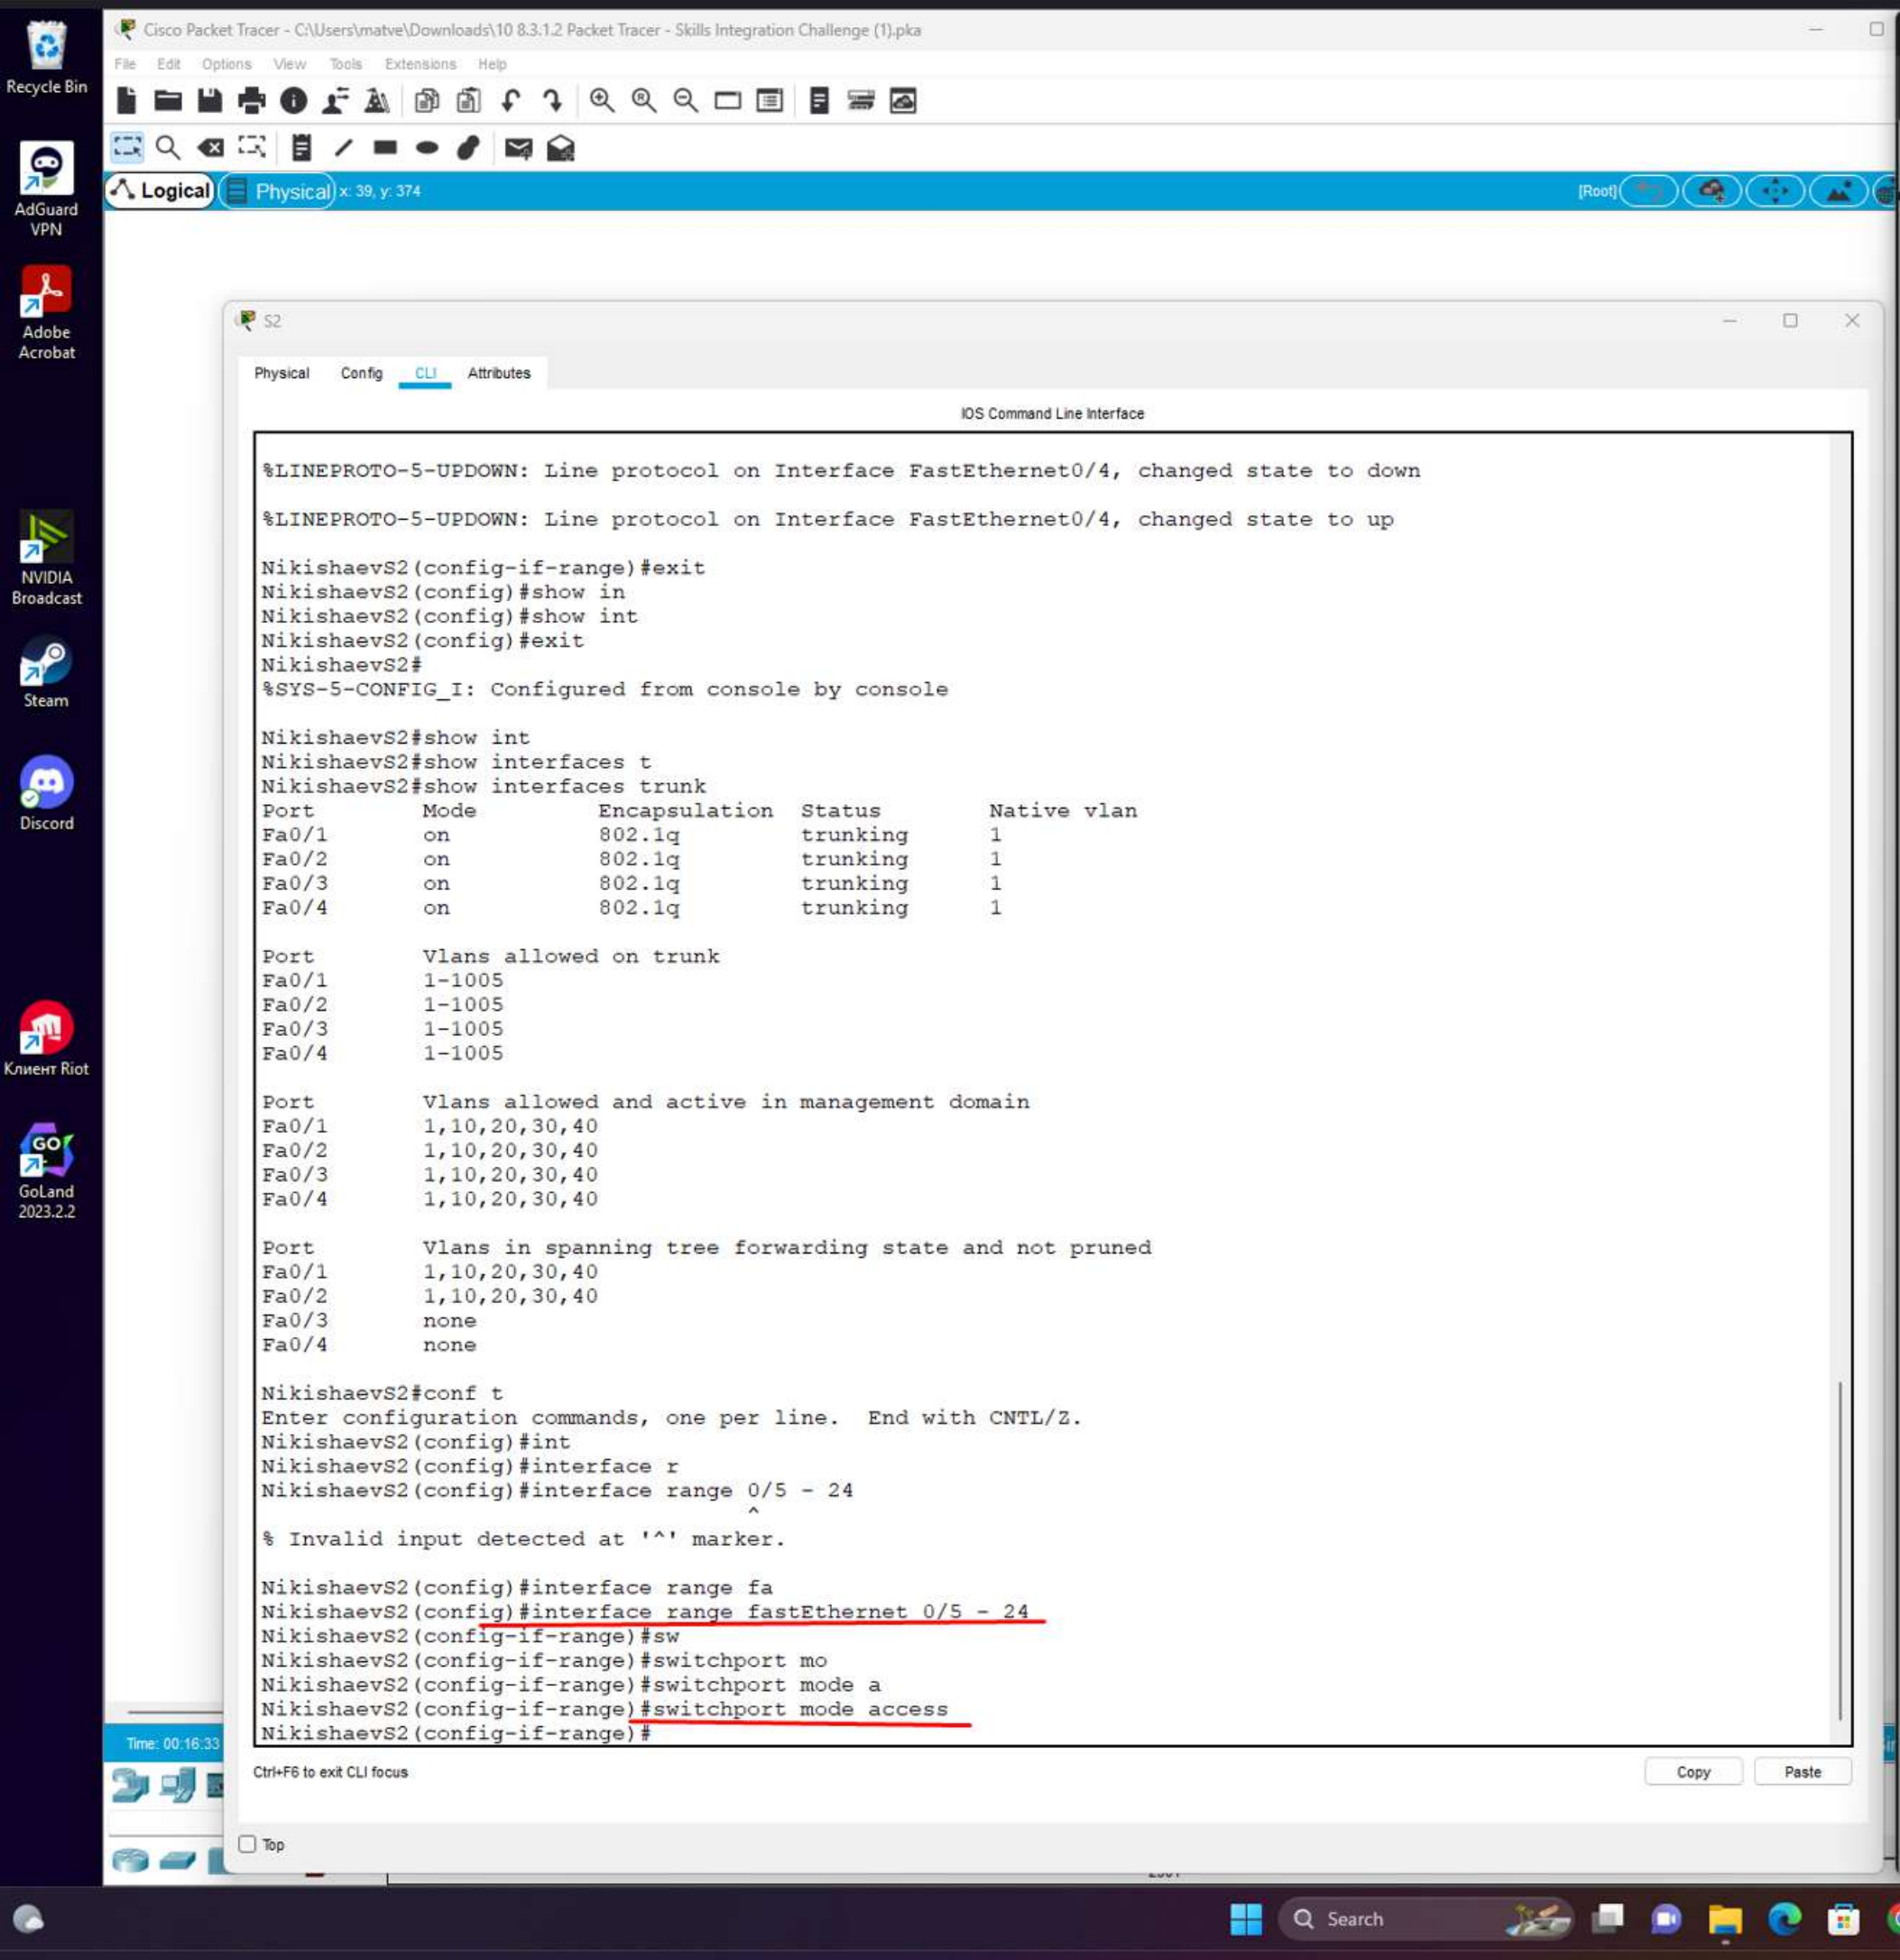 Recycle Bin
AdGuard
VPN
Adobe
Acrobat
NVIDIA
Broadcast
Steam
Discord
Клиент Riot
GoLand
2023.2.2
Cisco Packet Tracer - C:\Users\matve\Downloads\10 8.3.1.2 Packet Tracer - Skills Integration Challenge (1).pka
File Edit Options View Tools Extensions Help
Logical Physical x: 39, y: 374 [Root]
S2
Physical Config CLI Attributes
IOS Command Line Interface
%LINEPROTO-5-UPDOWN: Line protocol on Interface FastEthernet0/4, changed state to down
%LINEPROTO-5-UPDOWN: Line protocol on Interface FastEthernet0/4, changed state to up
NikishaevS2(config-if-range)#exit
NikishaevS2(config)#show in
NikishaevS2(config)#show int
NikishaevS2(config)#exit
NikishaevS2#
%SYS-5-CONFIG_I: Configured from console by console
NikishaevS2#show int
NikishaevS2#show interfaces t
NikishaevS2#show interfaces trunk
Port Mode Encapsulation Status Native vlan
Fa0/1 on 802.1q trunking 1
Fa0/2 on 802.1q trunking 1
Fa0/3 on 802.1q trunking 1
Fa0/4 on 802.1q trunking 1
Port Vlans allowed on trunk
Fa0/1 1-1005
Fa0/2 1-1005
Fa0/3 1-1005
Fa0/4 1-1005
Port Vlans allowed and active in management domain
Fa0/1 1,10,20,30,40
Fa0/2 1,10,20,30,40
Fa0/3 1,10,20,30,40
Fa0/4 1,10,20,30,40
Port Vlans in spanning tree forwarding state and not pruned
Fa0/1 1,10,20,30,40
Fa0/2 1,10,20,30,40
Fa0/3 none
Fa0/4 none
NikishaevS2#conf t
Enter configuration commands, one per line. End with CNTL/Z.
NikishaevS2(config)#int
NikishaevS2(config)#interface r
NikishaevS2(config)#interface range 0/5 - 24
^
% Invalid input detected at '^' marker.
NikishaevS2(config)#interface range fa
NikishaevS2(config)#interface range fastEthernet 0/5 - 24
NikishaevS2(config-if-range)#sw
NikishaevS2(config-if-range)#switchport mo
NikishaevS2(config-if-range)#switchport mode a
NikishaevS2(config-if-range)#switchport mode access
NikishaevS2(config-if-range)#
Time: 00:16:33
Ctrl+F6 to exit CLI focus
Copy Paste
Top
Search